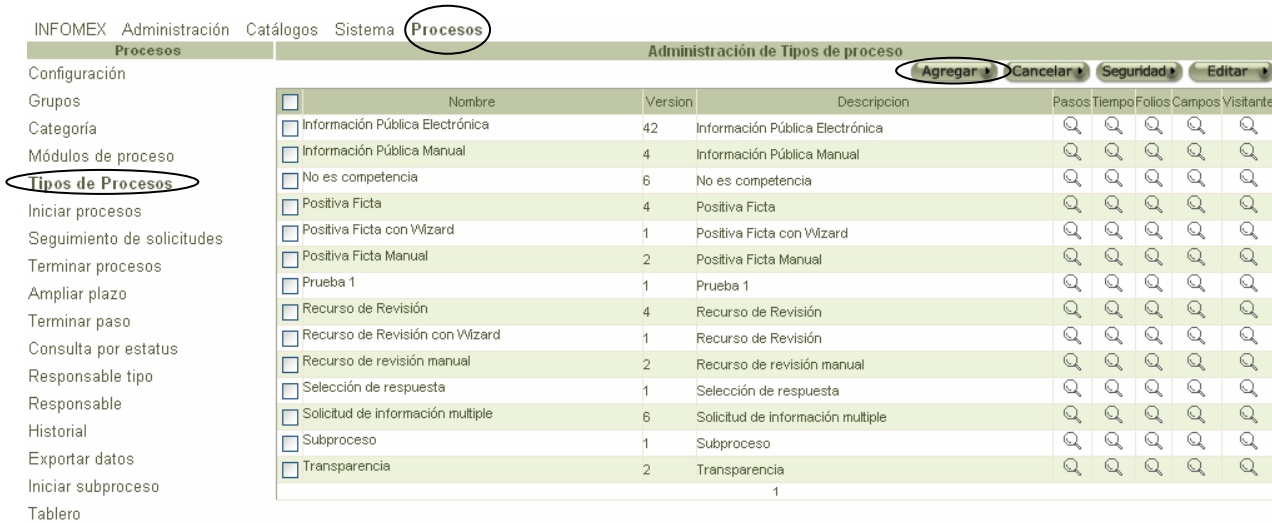 INFOMEX Administración Catálogos Sistema Procesos
Procesos
Configuración
Grupos
Categoría
Módulos de proceso
Tipos de Procesos
Iniciar procesos
Seguimiento de solicitudes
Terminar procesos
Ampliar plazo
Terminar paso
Consulta por estatus
Responsable tipo
Responsable
Historial
Exportar datos
Iniciar subproceso
Tablero
Administración de Tipos de proceso
Agregar Cancelar Seguridad Editar
Nombre Version Descripcion Pasos Tiempo Folios Campos Visitante
Información Pública Electrónica 42 Información Pública Electrónica
Información Pública Manual 4 Información Pública Manual
No es competencia 6 No es competencia
Positiva Ficta 4 Positiva Ficta
Positiva Ficta con Wizard 1 Positiva Ficta con Wizard
Positiva Ficta Manual 2 Positiva Ficta Manual
Prueba 1 1 Prueba 1
Recurso de Revisión 4 Recurso de Revisión
Recurso de Revisión con Wizard 1 Recurso de Revisión
Recurso de revisión manual 2 Recurso de revisión manual
Selección de respuesta 1 Selección de respuesta
Solicitud de información multiple 6 Solicitud de información multiple
Subproceso 1 Subproceso
Transparencia 2 Transparencia
1